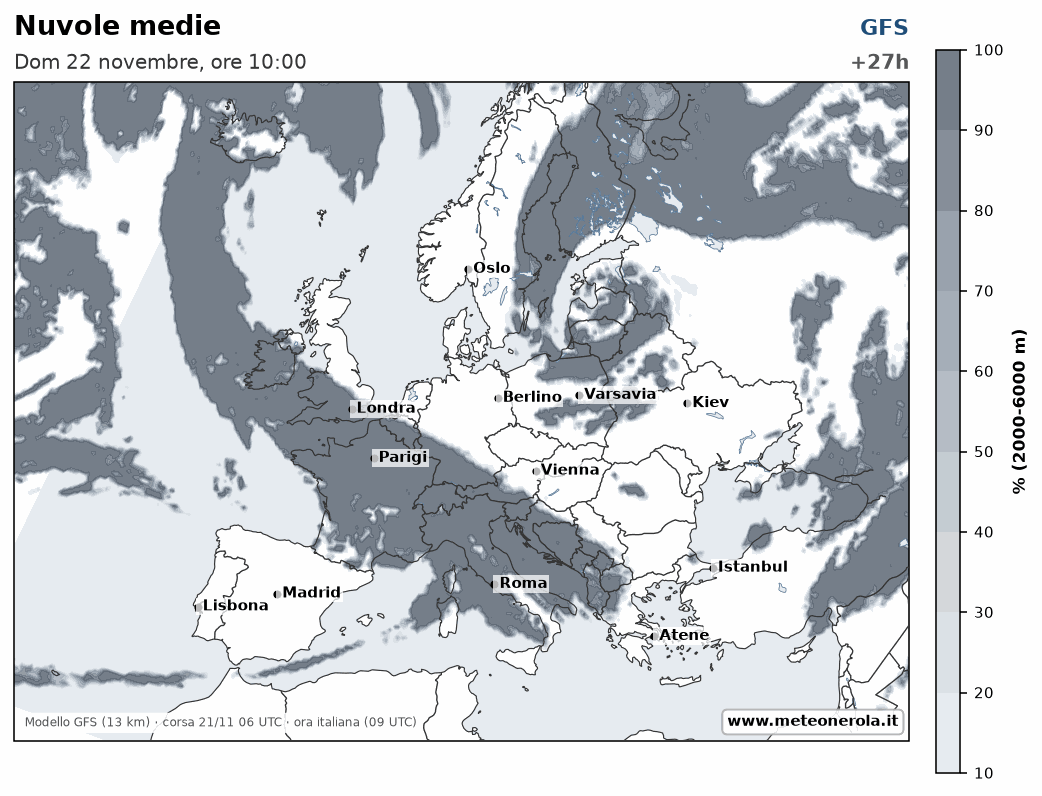 Nuvole medie
GFS
Dom 22 novembre, ore 10:00
+27h
Oslo
Londra
Berlino
Varsavia
Kiev
Parigi
Vienna
Istanbul
Roma
Madrid
Lisbona
Atene
Modello GFS (13 km) · corsa 21/11 06 UTC · ora italiana (09 UTC)
www.meteonerola.it
100
90
80
70
60
50
40
30
20
10
% (2000-6000 m)